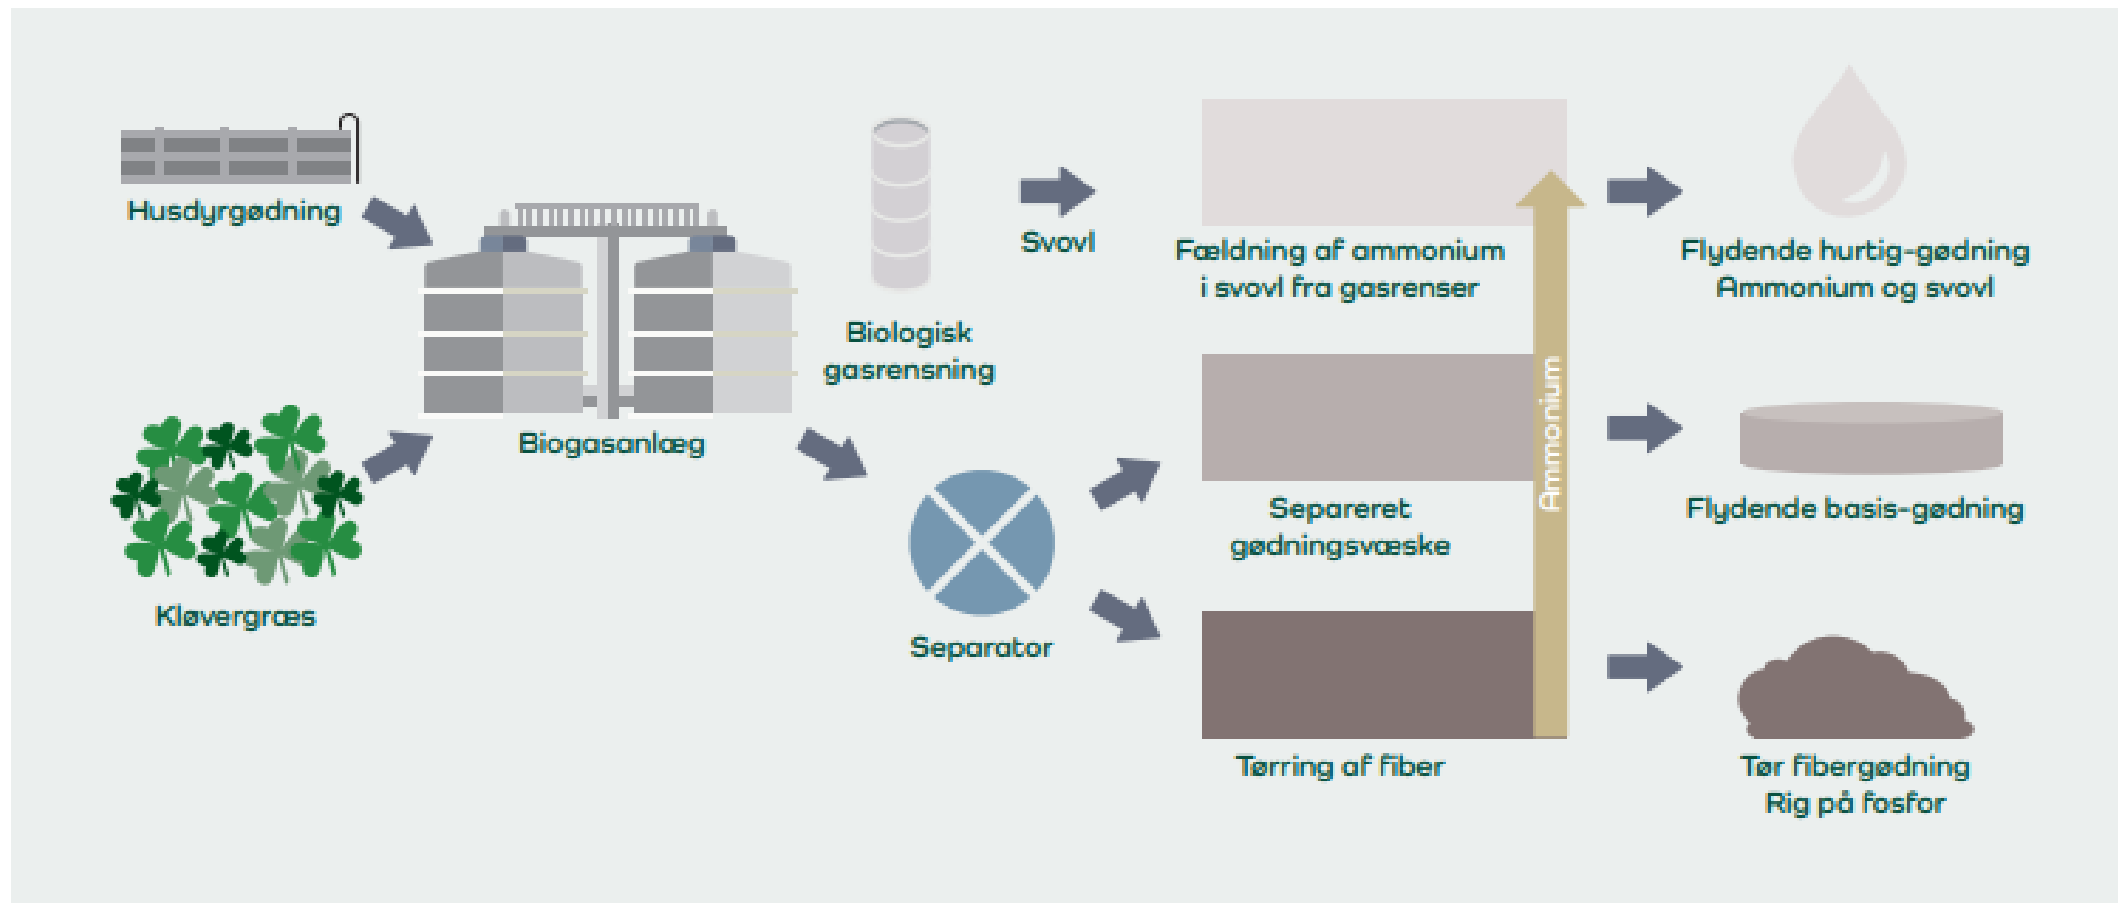 Husdyrgødning
Kløvergræs
Biogasanlæg
Biologisk
gasrensning
Separator
Svovl
Fældning af ammonium
i svovl fra gasrenser
Separeret
gødningsvæske
Tørring af fiber
Ammonium
Flydende hurtig-gødning
Ammonium og svovl
Flydende basis-gødning
Tør fibergødning
Rig på fosfor